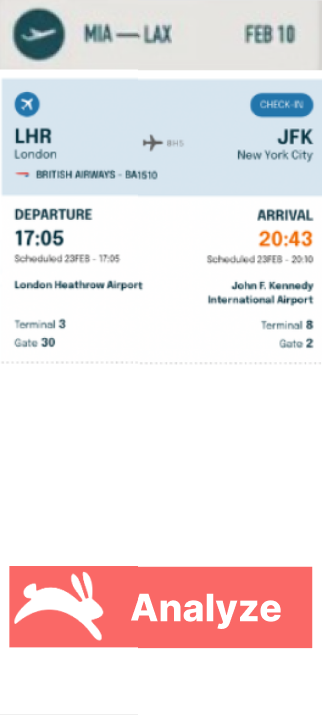 MIA — LAX FEB 10
CHECK-IN
LHR JFK
London 8H5 New York City
BRITISH AIRWAYS - BA1510
DEPARTURE ARRIVAL
17:05 20:43
Scheduled 23FEB - 17:05 Scheduled 23FEB - 20:10
London Heathrow Airport John F. Kennedy
International Airport
Terminal 3 Terminal 8
Gate 30 Gate 2
Analyze